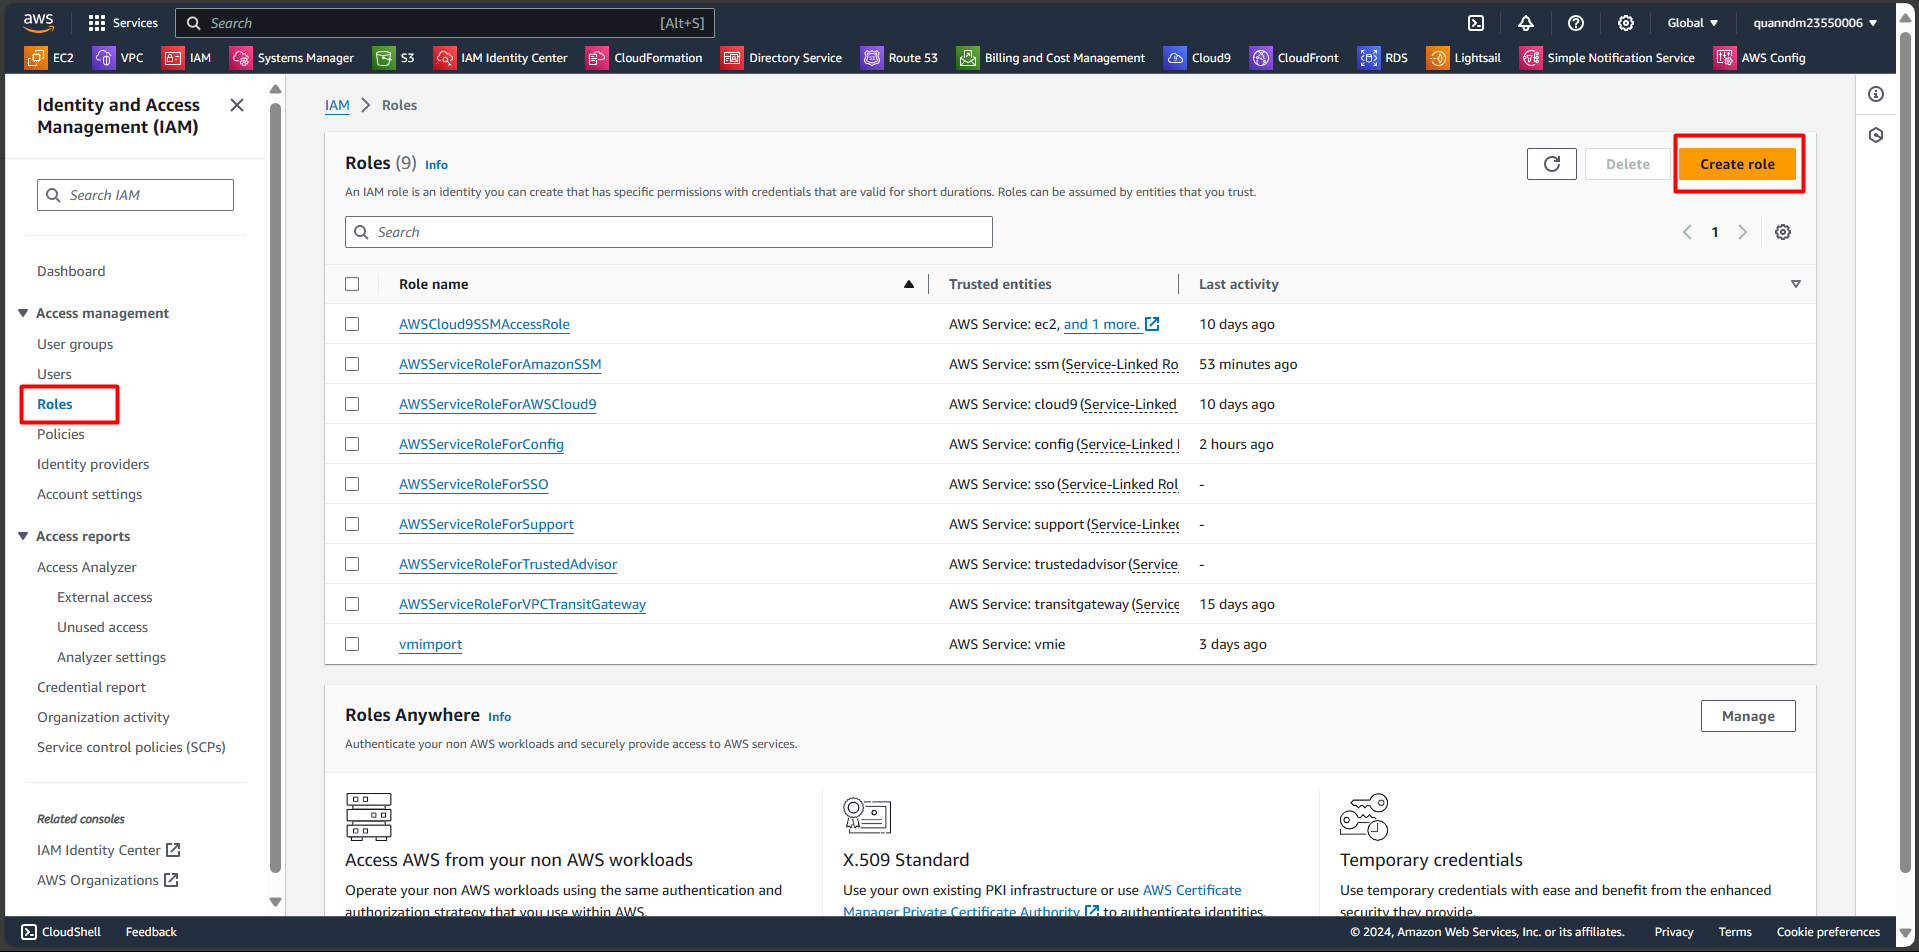 aws
Services
Search
[Alt+S]
Global
quanndm23550006
EC2
VPC
IAM
Systems Manager
S3
IAM Identity Center
CloudFormation
Directory Service
Route 53
Billing and Cost Management
Cloud9
CloudFront
RDS
Lightsail
Simple Notification Service
AWS Config
Identity and Access
Management (IAM)
Search IAM
Dashboard
Access management
User groups
Users
Roles
Policies
Identity providers
Account settings
Access reports
Access Analyzer
External access
Unused access
Analyzer settings
Credential report
Organization activity
Service control policies (SCPs)
Related consoles
IAM Identity Center
AWS Organizations
IAM > Roles
Roles (9) Info
Delete
Create role
An IAM role is an identity you can create that has specific permissions with credentials that are valid for short durations. Roles can be assumed by entities that you trust.
Search
1
Role name Trusted entities Last activity
AWSCloud9SSMAccessRole AWS Service: ec2, and 1 more. 10 days ago
AWSServiceRoleForAmazonSSM AWS Service: ssm (Service-Linked Ro 53 minutes ago
AWSServiceRoleForAWSCloud9 AWS Service: cloud9 (Service-Linked 10 days ago
AWSServiceRoleForConfig AWS Service: config (Service-Linked 2 hours ago
AWSServiceRoleForSSO AWS Service: sso (Service-Linked Rol -
AWSServiceRoleForSupport AWS Service: support (Service-Linked -
AWSServiceRoleForTrustedAdvisor AWS Service: trustedadvisor (Service -
AWSServiceRoleForVPCTransitGateway AWS Service: transitgateway (Service 15 days ago
vmimport AWS Service: vmie 3 days ago
Roles Anywhere Info
Manage
Authenticate your non AWS workloads and securely provide access to AWS services.
Access AWS from your non AWS workloads
Operate your non AWS workloads using the same authentication and
authorization strategy that you use within AWS.
X.509 Standard
Use your own existing PKI infrastructure or use AWS Certificate
Manager Private Certificate Authority to authenticate identities.
Temporary credentials
Use temporary credentials with ease and benefit from the enhanced
security they provide.
CloudShell
Feedback
© 2024, Amazon Web Services, Inc. or its affiliates.
Privacy
Terms
Cookie preferences